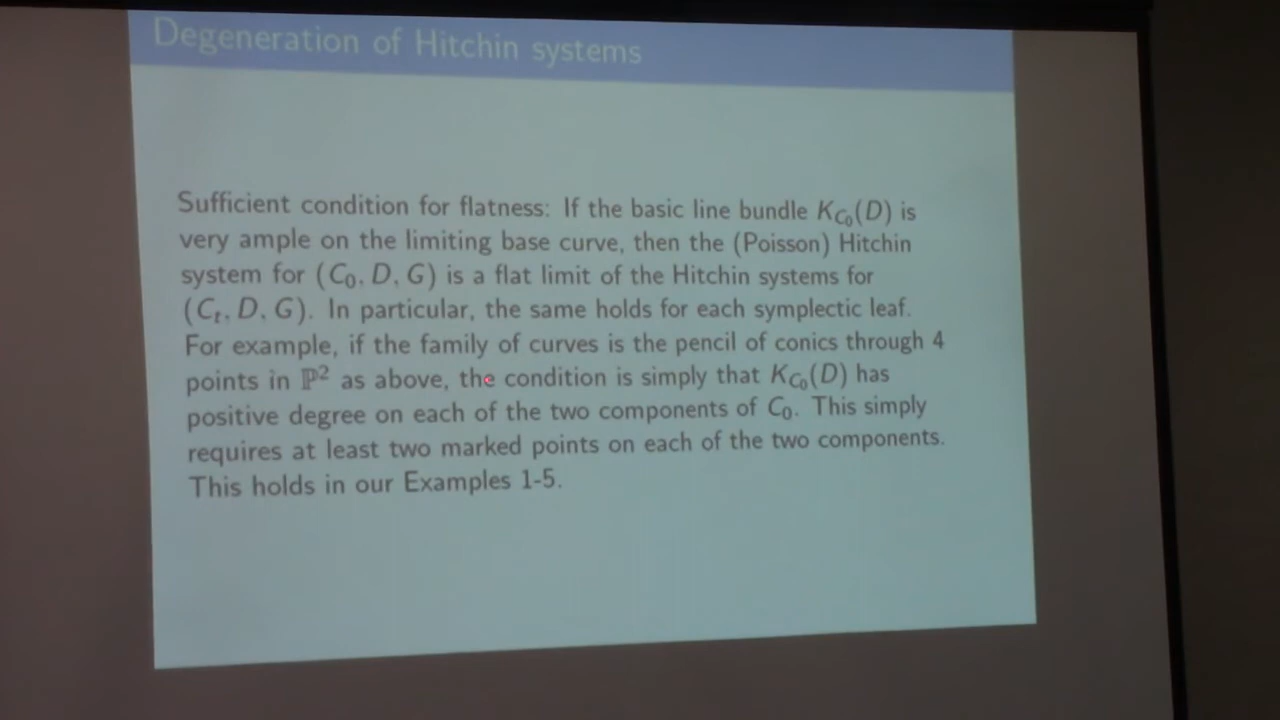 Degeneration of Hitchin systems
Sufficient condition for flatness: If the basic line bundle K_{C_0}(D) is
very ample on the limiting base curve, then the (Poisson) Hitchin
system for (C_0, D, G) is a flat limit of the Hitchin systems for
(C_t, D, G). In particular, the same holds for each symplectic leaf.
For example, if the family of curves is the pencil of conics through 4
points in ℙ² as above, the condition is simply that K_{C_0}(D) has
positive degree on each of the two components of C_0. This simply
requires at least two marked points on each of the two components.
This holds in our Examples 1-5.